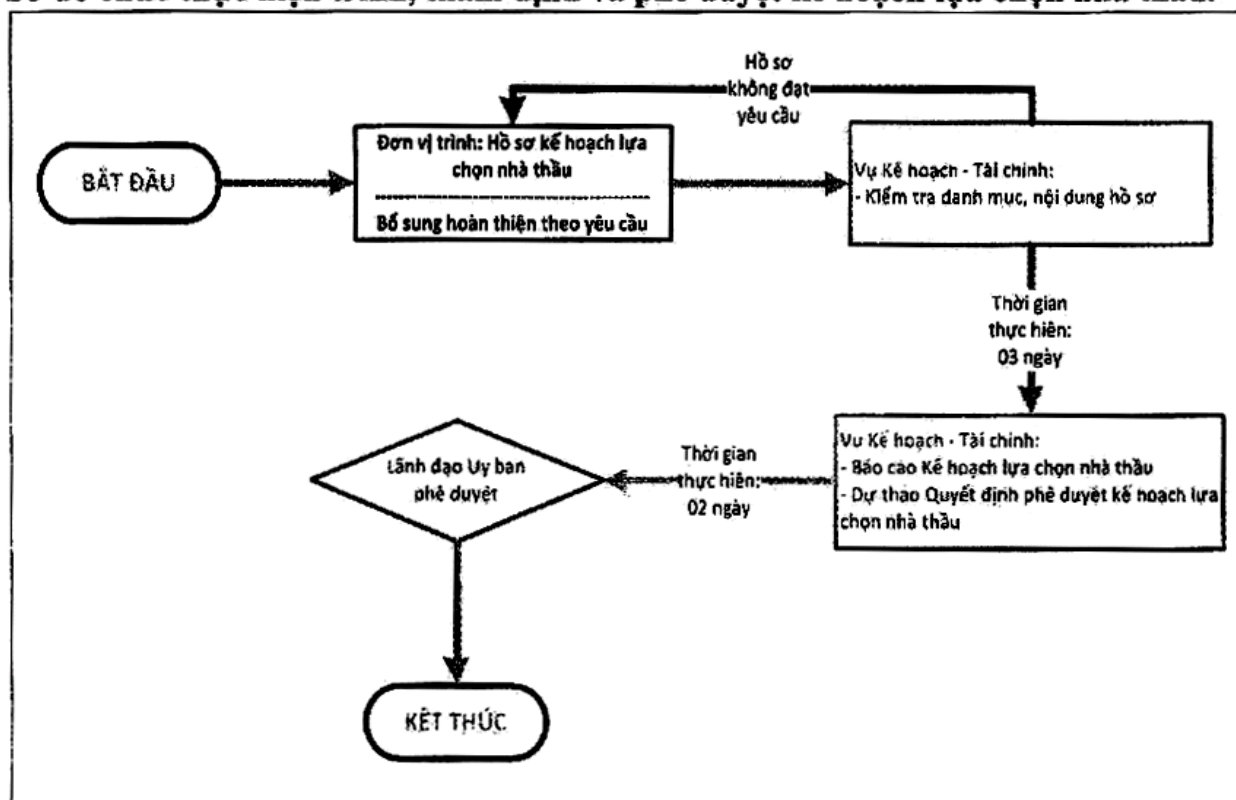 Hồ sơ
không đạt
yêu cầu
BẮT ĐẦU
Đơn vị trình: Hồ sơ kế hoạch lựa
chọn nhà thầu
Bổ sung hoàn thiện theo yêu cầu
Vụ Kế hoạch - Tài chính:
- Kiểm tra danh mục, nội dung hồ sơ
Thời gian
thực hiện:
03 ngày
Vụ Kế hoạch - Tài chính:
- Báo cáo Kế hoạch lựa chọn nhà thầu
- Dự thảo Quyết định phê duyệt kế hoạch lựa
chọn nhà thầu
Thời gian
thực hiện:
02 ngày
Lãnh đạo Ủy ban
phê duyệt
KẾT THÚC